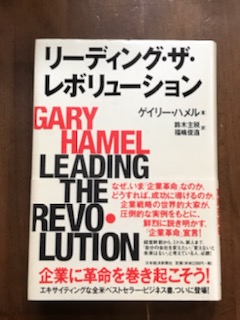 リーディング・ザ・
レボリューション
ゲイリー・ハメル 著
鈴木主税 訳
福嶋俊造
GARY
HAMEL
LEADING
THE
REVO•
LUTION
なぜ、いま「企業革命」なのか、
どうすれば、成功に導けるのか。
企業戦略の世界的大家が、
圧倒的な実例をもとに、
鮮烈に説き明かす、
「企業革命」宣言!
日本経済新聞社
企業に革命を巻き起こそう!
エキサイティングな全米ベストセラー・ビジネス書、ついに登場!